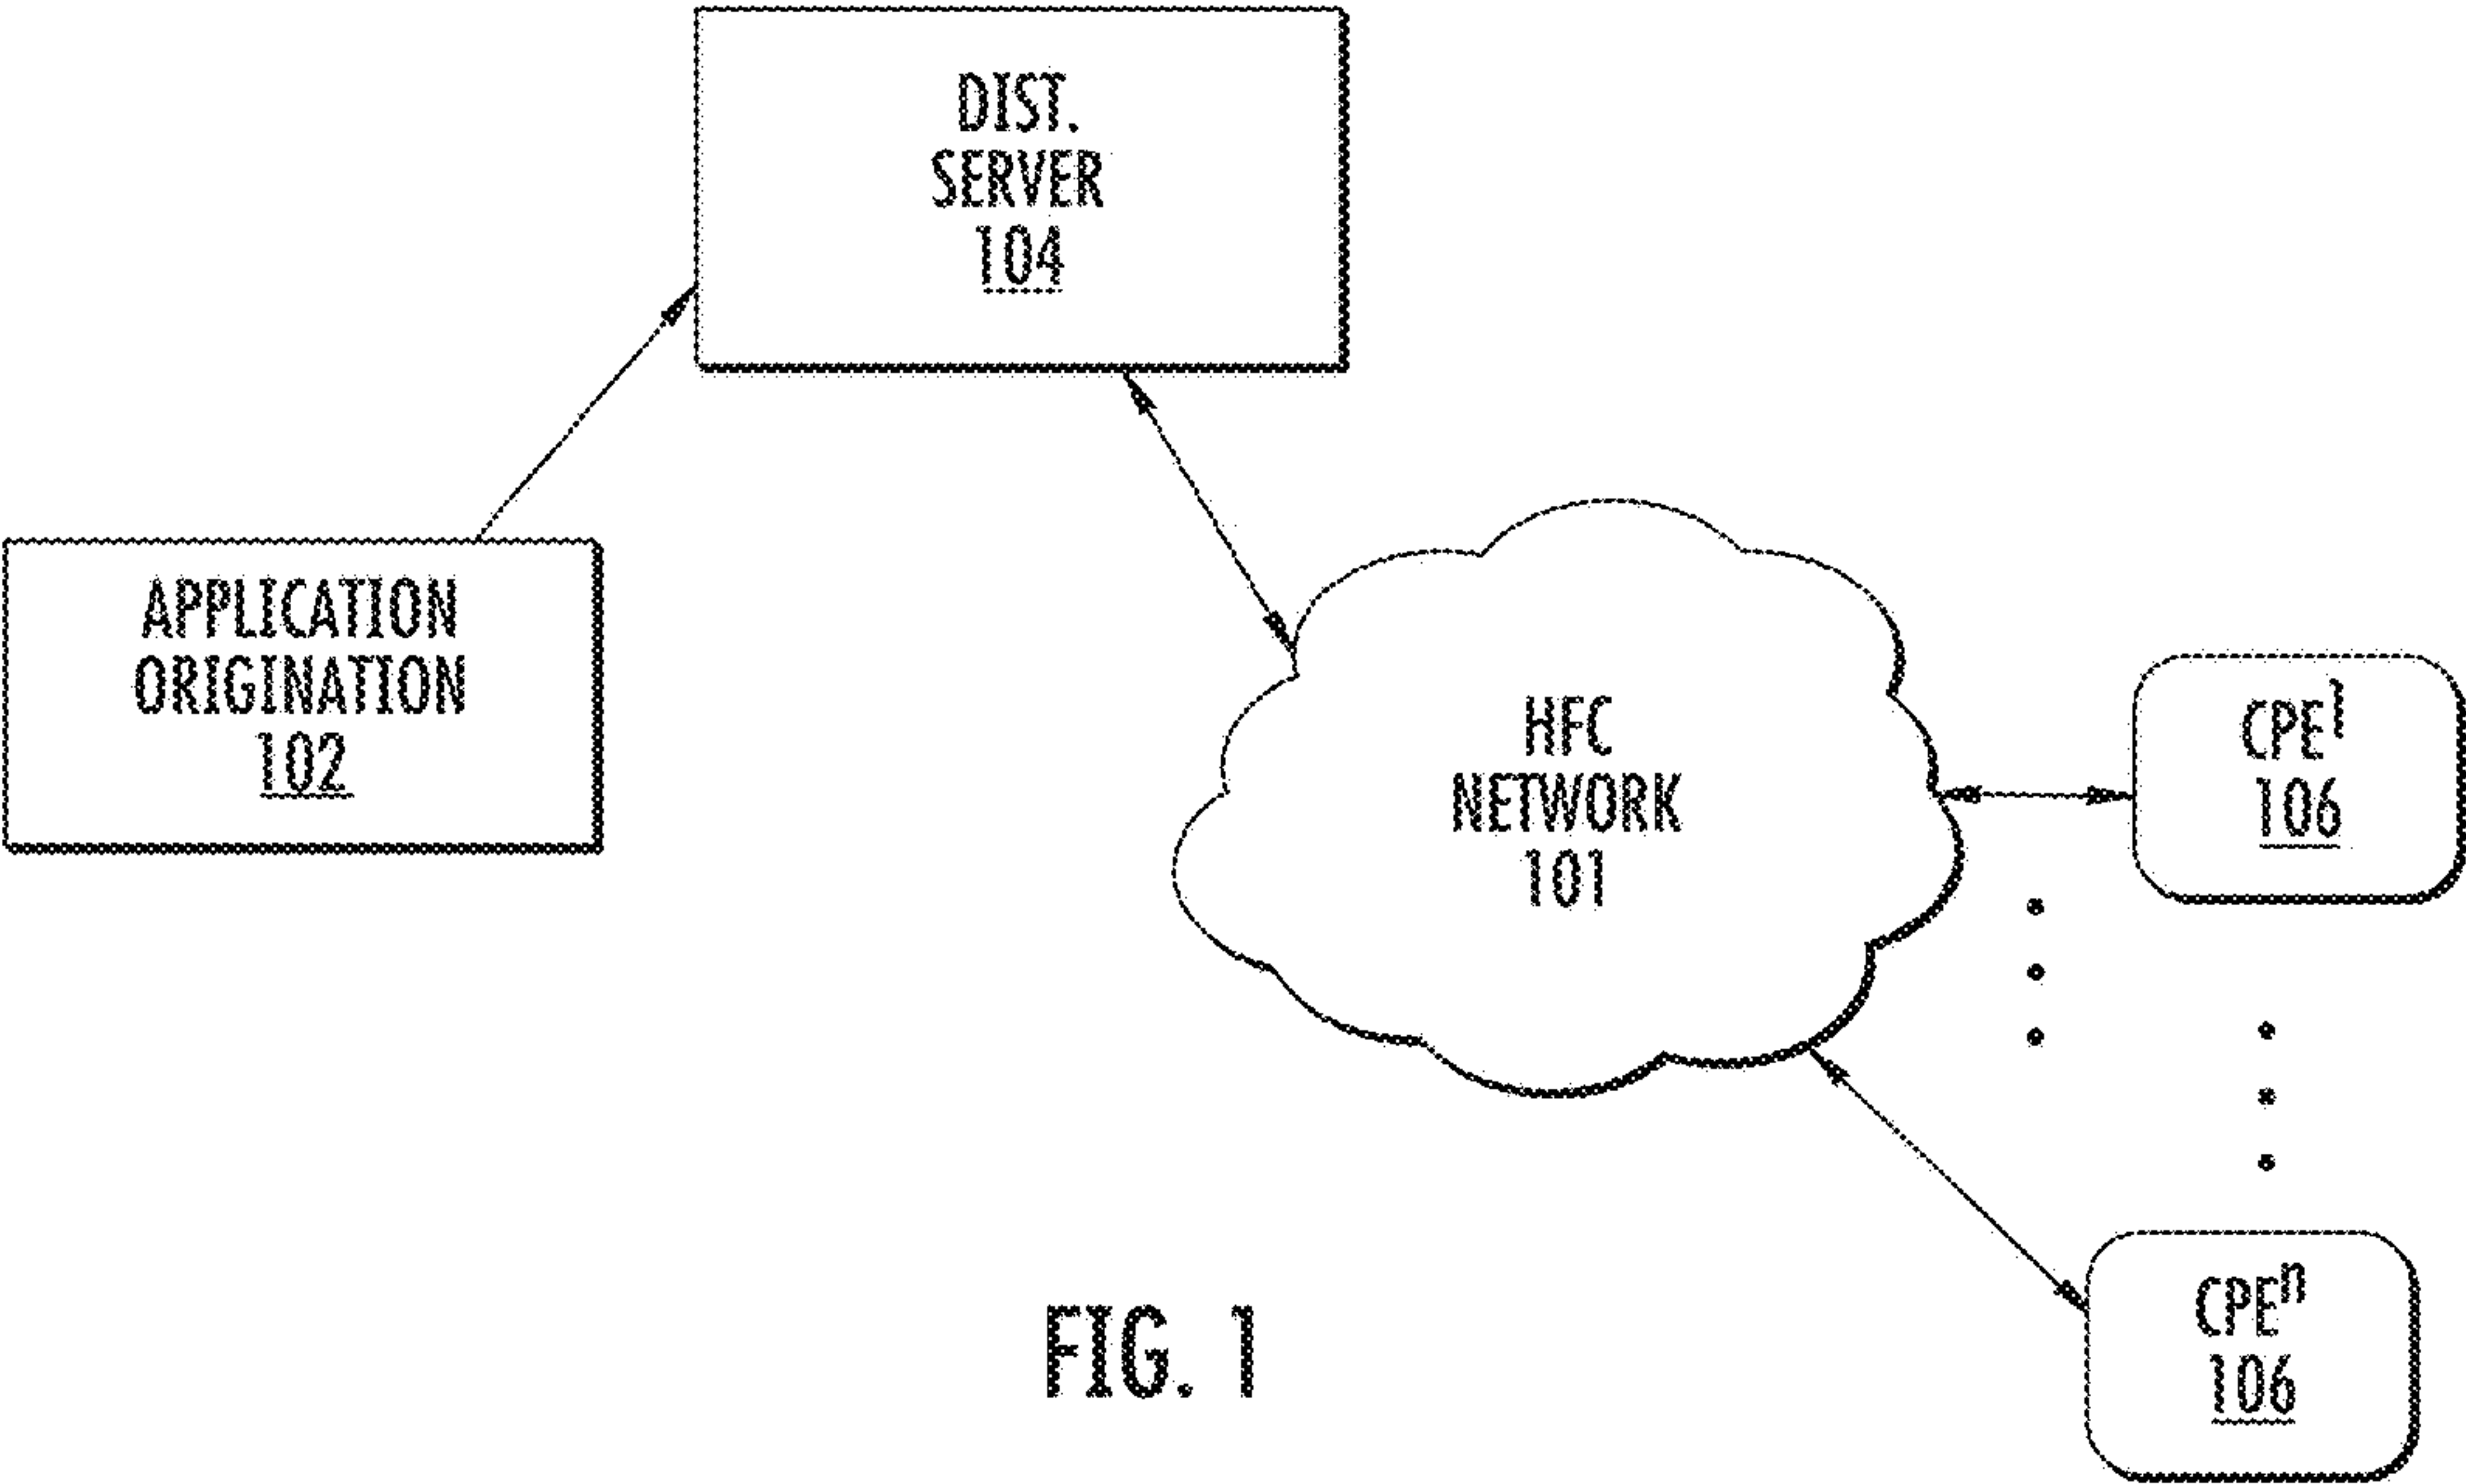 DIST.
SERVER
104
APPLICATION
ORIGINATION
102
HFC
NETWORK
101
CPE¹
106
CPEⁿ
106
FIG. 1